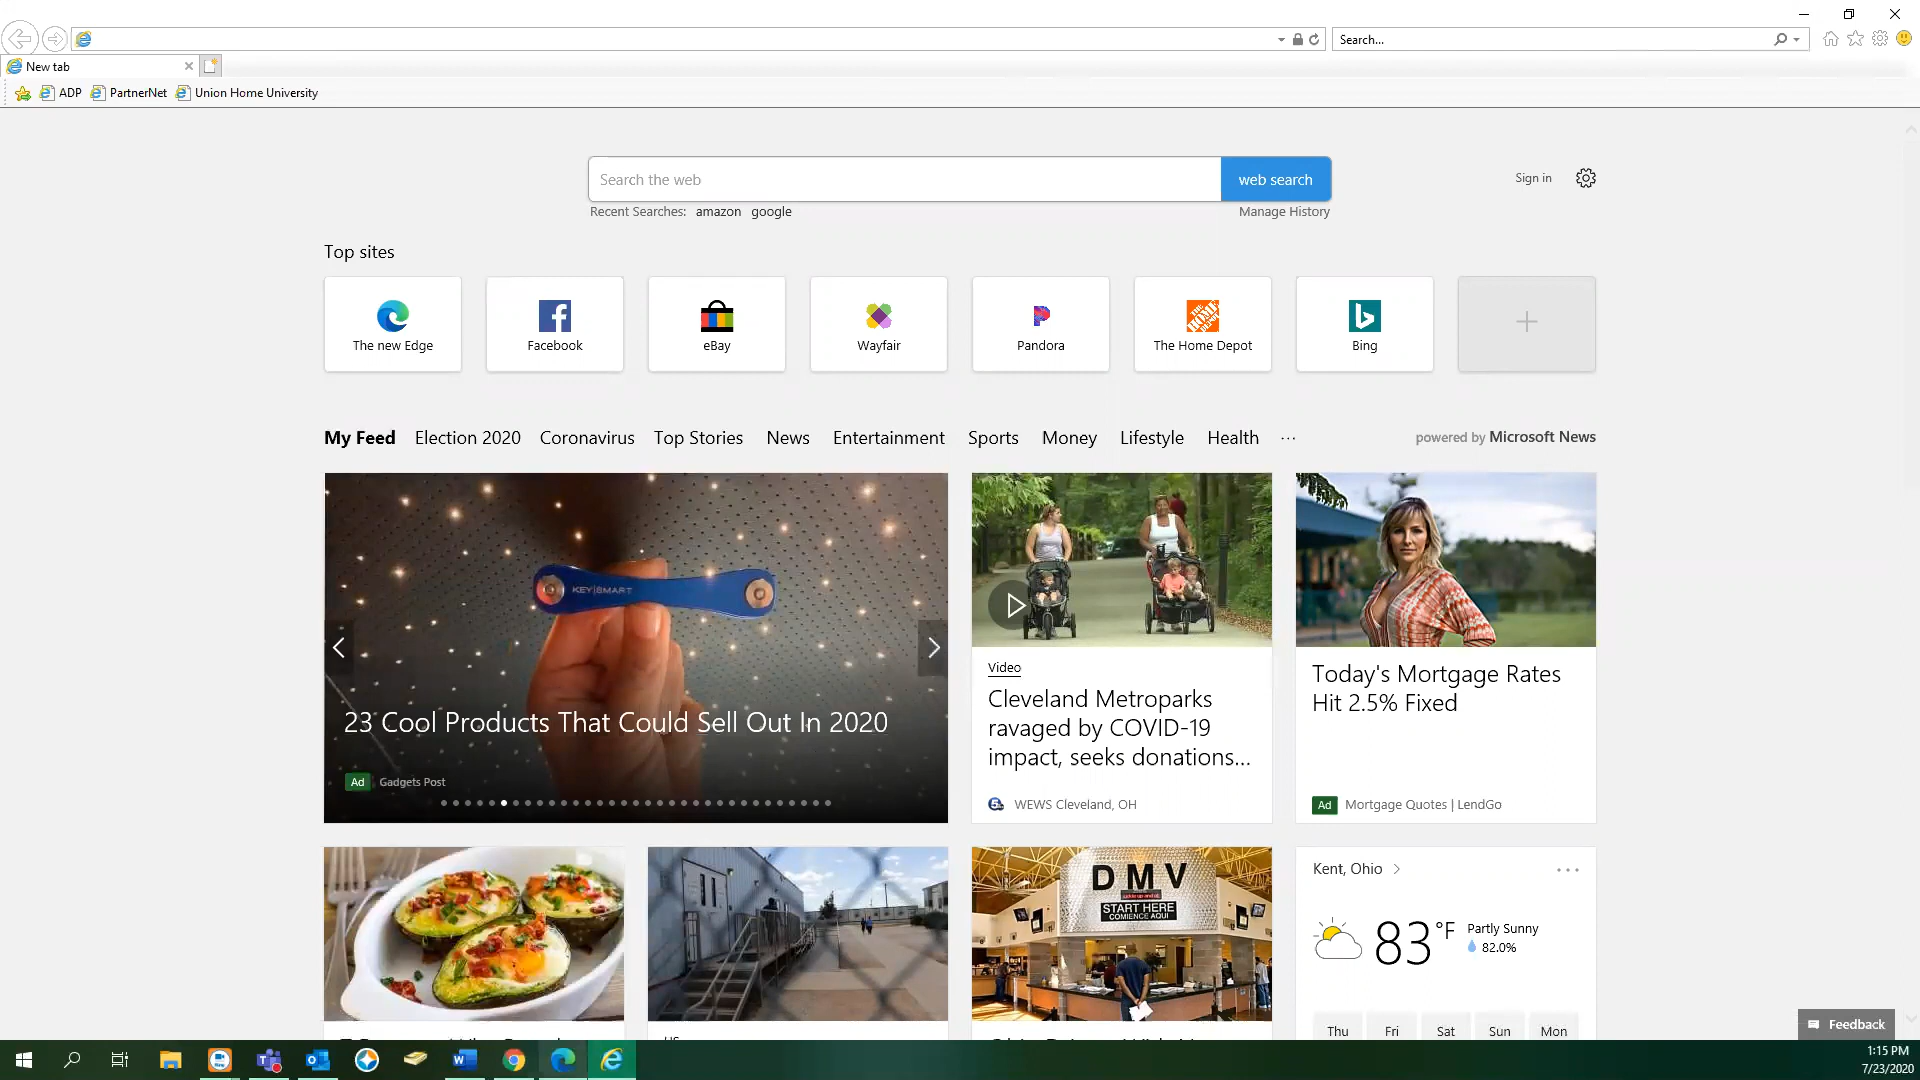 Search...
New tab
ADP PartnerNet Union Home University
Search the web
web search
Sign in
Recent Searches: amazon google
Manage History
Top sites
The new Edge
Facebook
eBay
Wayfair
Pandora
The Home Depot
Bing
My Feed Election 2020 Coronavirus Top Stories News Entertainment Sports Money Lifestyle Health ...
powered by Microsoft News
KEY|SMART
23 Cool Products That Could Sell Out In 2020
Ad Gadgets Post
Video
Cleveland Metroparks
ravaged by COVID-19
impact, seeks donations...
WEWS Cleveland, OH
Today's Mortgage Rates
Hit 2.5% Fixed
Ad Mortgage Quotes | LendGo
DMV
START HERE
COMIENCE AQUI
Kent, Ohio
83°F
Partly Sunny
82.0%
Thu Fri Sat Sun Mon
Feedback
1:15 PM
7/23/2020